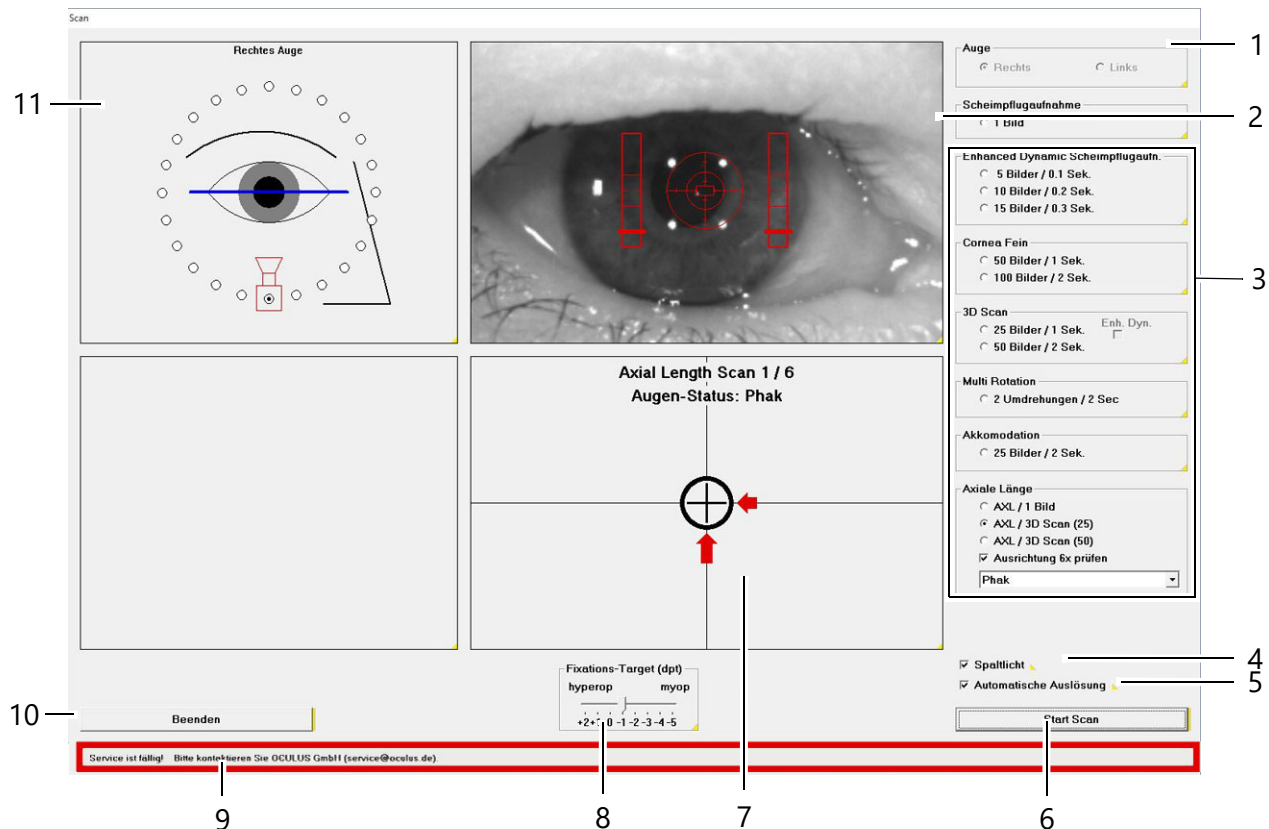 Scan
Rechtes Auge
Auge
Rechts
Links
Scheimpflugaufnahme
1 Bild
Enhanced Dynamic Scheimpflugaufn.
5 Bilder / 0.1 Sek.
10 Bilder / 0.2 Sek.
15 Bilder / 0.3 Sek.
Cornea Fein
50 Bilder / 1 Sek.
100 Bilder / 2 Sek.
3D Scan
25 Bilder / 1 Sek.
Enh. Dyn.
50 Bilder / 2 Sek.
Multi Rotation
2 Umdrehungen / 2 Sec
Akkomodation
25 Bilder / 2 Sek.
Axiale Länge
AXL / 1 Bild
AXL / 3D Scan (25)
AXL / 3D Scan (50)
Ausrichtung 6x prüfen
Phak
Axial Length Scan 1 / 6
Augen-Status: Phak
Fixations-Target (dpt)
hyperop myop
+2+1 0 -1 -2 -3 -4 -5
Spaltlicht
Automatische Auslösung
Beenden
Start Scan
Service ist fällig! Bitte kontaktieren Sie OCULUS GmbH (service@oculus.de).
1
2
3
4
5
6
7
8
9
10
11